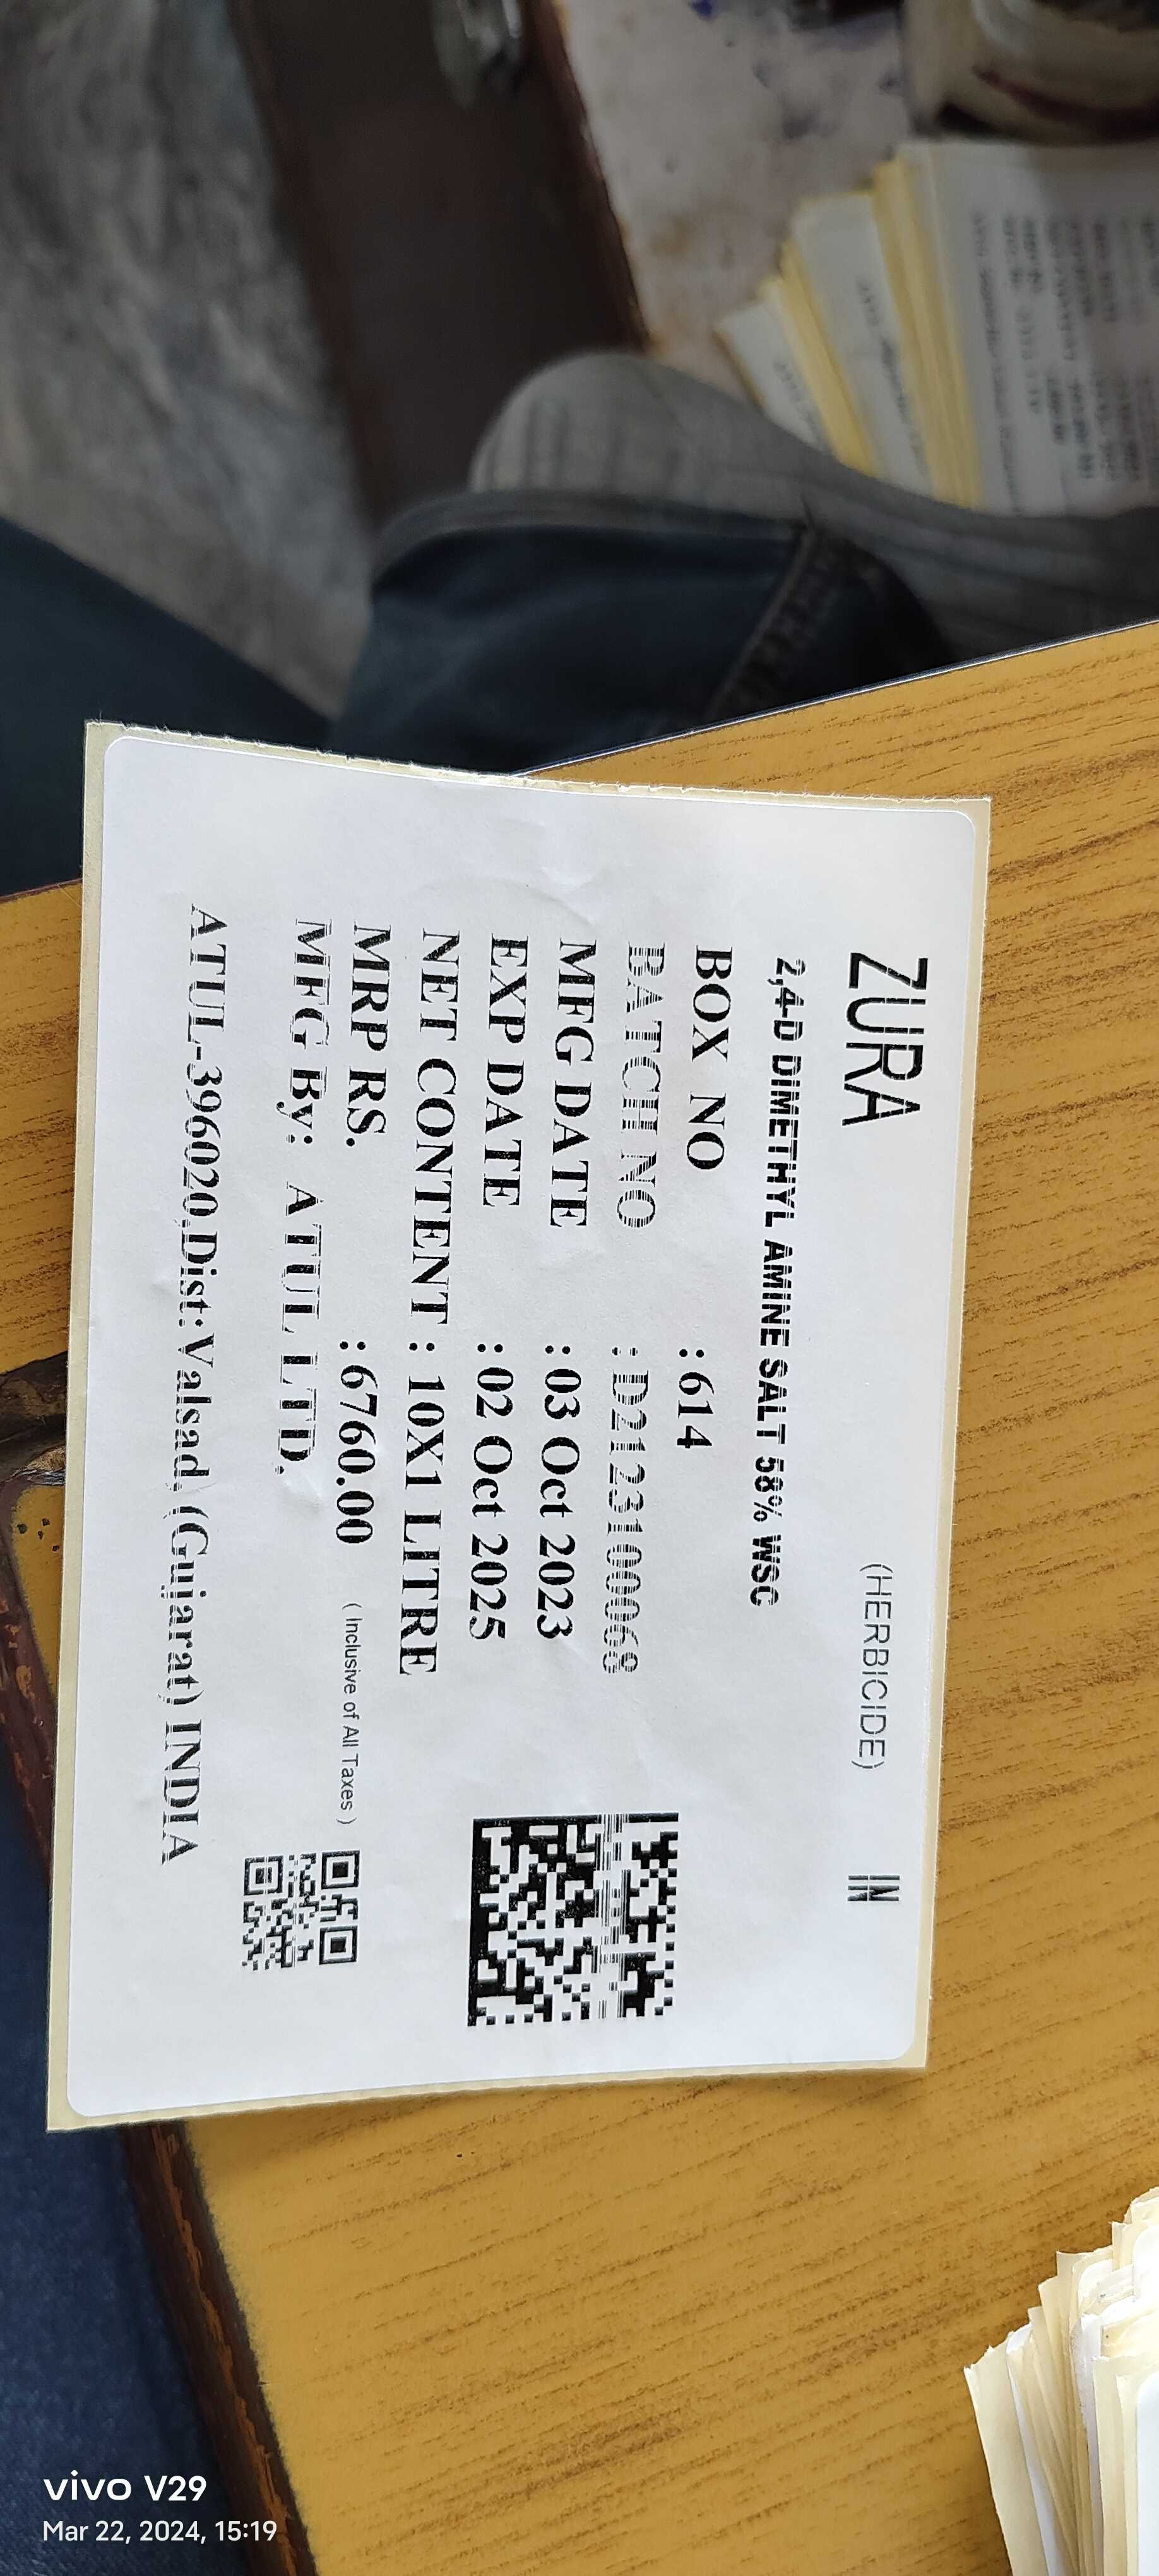 ZURA (HERBICIDE) IN
2,4-D DIMETHYL AMINE SALT 58% WSC
BOX NO :614
BATCH NO :D2123100068
MFG DATE :03 Oct 2023
EXP DATE :02 Oct 2025
NET CONTENT : 10X1 LITRE
MRP RS. :6760.00 ( Inclusive of All Taxes )
MFG By: ATUL LTD.
ATUL-396020,Dist:Valsad, (Gujarat) INDIA
vivo V29
Mar 22, 2024, 15:19